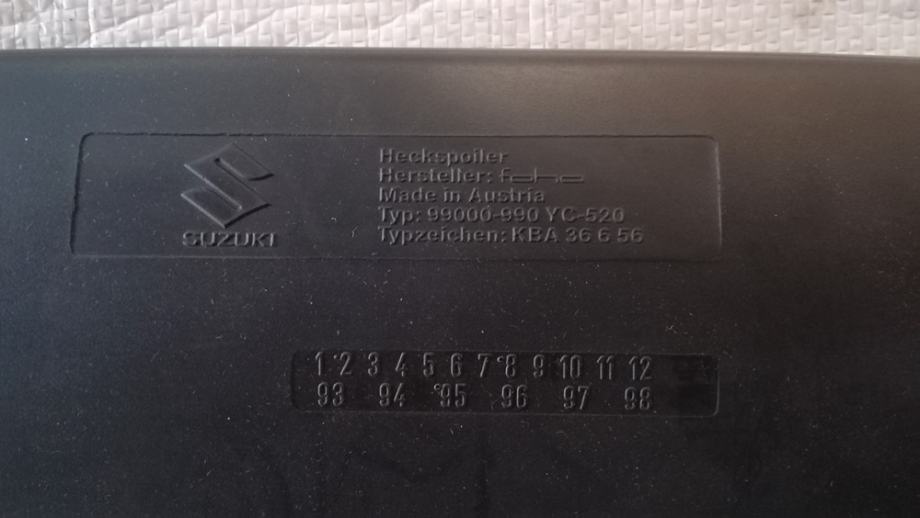 SUZUKI
Heckspoiler
Hersteller: fehe
Made in Austria
Typ: 99000-990 YC-520
Typzeichen: KBA 36 6 56
1 2 3 4 5 6 7 8 9 10 11 12
93 94 95 96 97 98